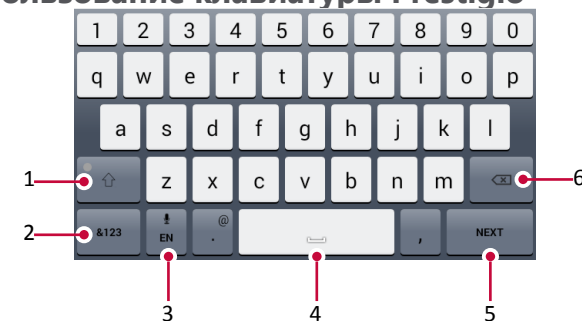 ользование клавиатуры Prestigio
1 2 3 4 5 6 7 8 9 0
q w e r t y u i o p
a s d f g h j k l
1 z x c v b n m 6
2 &123 EN . @ , NEXT
3 4 5